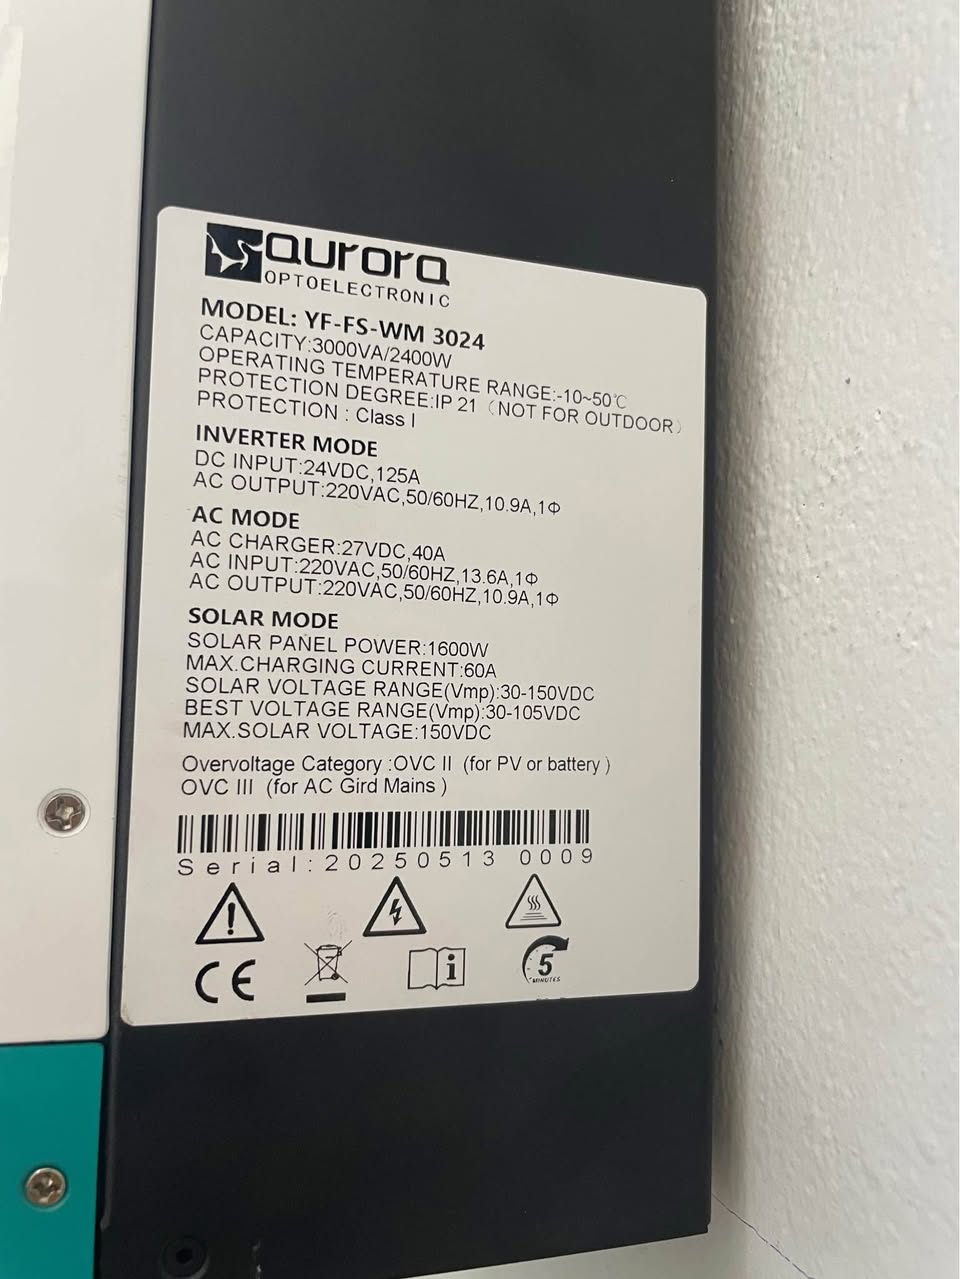 aurora
OPTOELECTRONIC
MODEL: YF-FS-WM 3024
CAPACITY:3000VA/2400W
OPERATING TEMPERATURE RANGE:-10~50℃
PROTECTION DEGREE:IP 21（NOT FOR OUTDOOR）
PROTECTION : Class I
INVERTER MODE
DC INPUT:24VDC,125A
AC OUTPUT:220VAC,50/60HZ,10.9A,1Φ
AC MODE
AC CHARGER:27VDC,40A
AC INPUT:220VAC,50/60HZ,13.6A,1Φ
AC OUTPUT:220VAC,50/60HZ,10.9A,1Φ
SOLAR MODE
SOLAR PANEL POWER:1600W
MAX.CHARGING CURRENT:60A
SOLAR VOLTAGE RANGE(Vmp):30-150VDC
BEST VOLTAGE RANGE(Vmp):30-105VDC
MAX.SOLAR VOLTAGE:150VDC
Overvoltage Category :OVC II (for PV or battery )
OVC III (for AC Gird Mains )
Serial:20250513 0009
CE
5
MINUTES